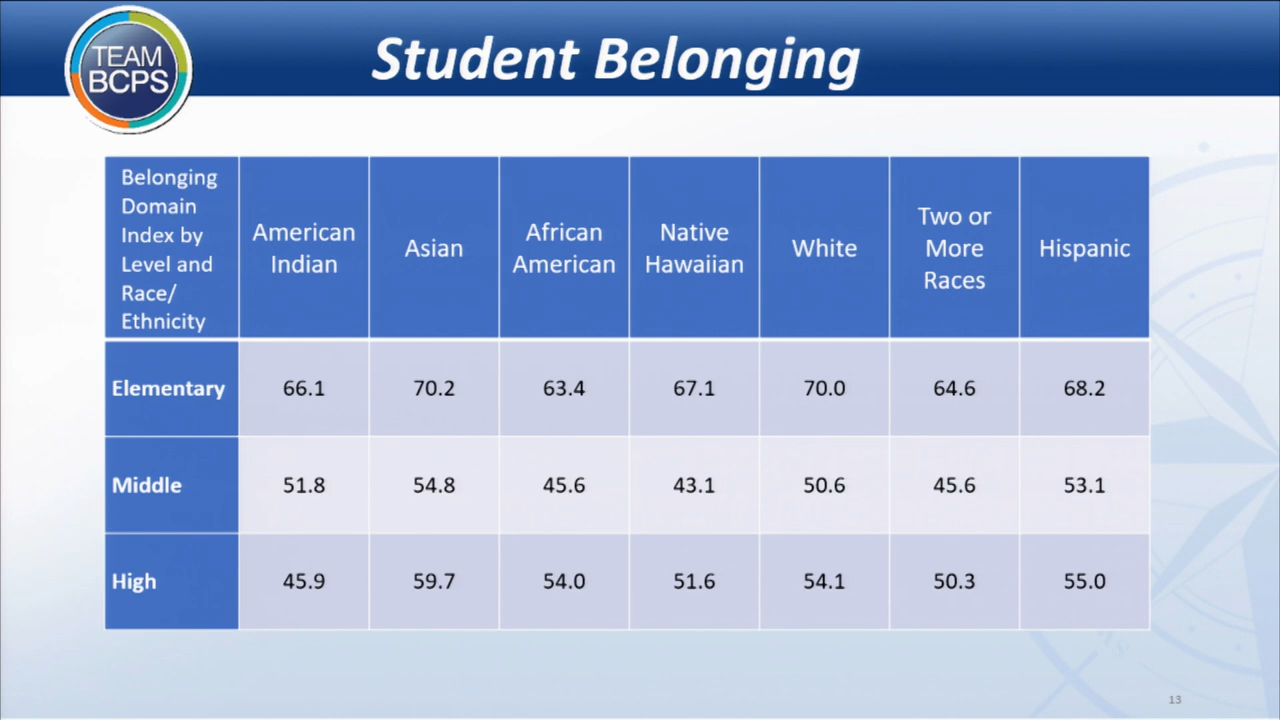 TEAM
BCPS
Student Belonging
Belonging
Domain
Index by
Level and
Race/
Ethnicity
American
Indian
Asian
African
American
Native
Hawaiian
White
Two or
More
Races
Hispanic
Elementary 66.1 70.2 63.4 67.1 70.0 64.6 68.2
Middle 51.8 54.8 45.6 43.1 50.6 45.6 53.1
High 45.9 59.7 54.0 51.6 54.1 50.3 55.0
13